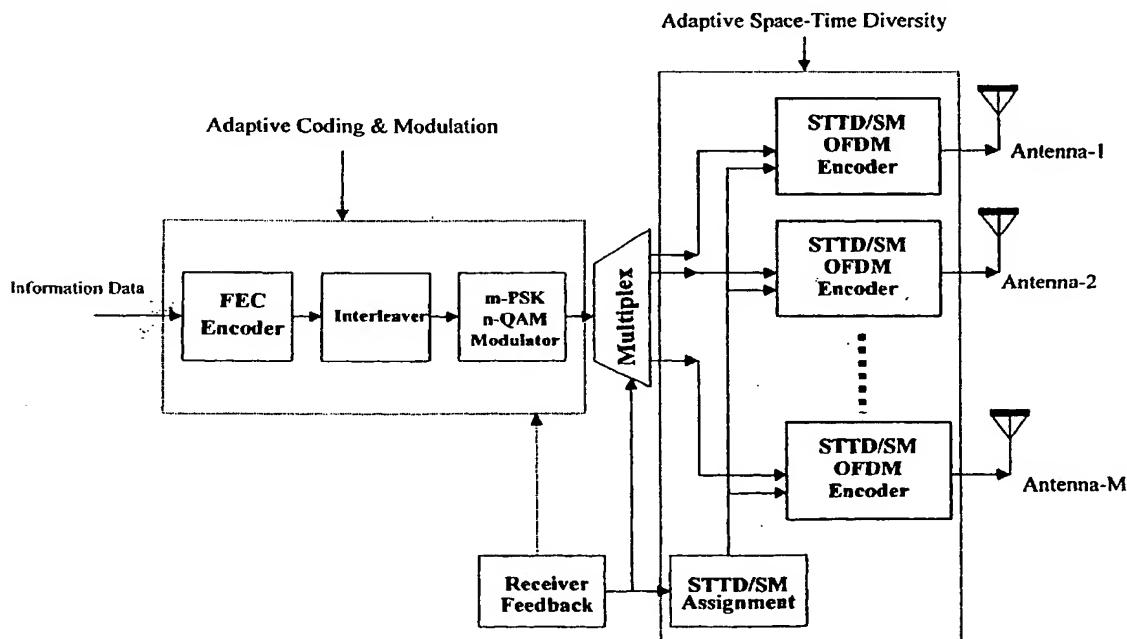 Adaptive Space-Time Diversity
Adaptive Coding & Modulation
STTD/SM
OFDM
Encoder
Antenna-1
STTD/SM
OFDM
Encoder
Antenna-2
Information Data
FEC
Encoder
Interleaver
m-PSK
n-QAM
Modulator
Multiplex
STTD/SM
OFDM
Encoder
Antenna-M
Receiver
Feedback
STTD/SM
Assignment